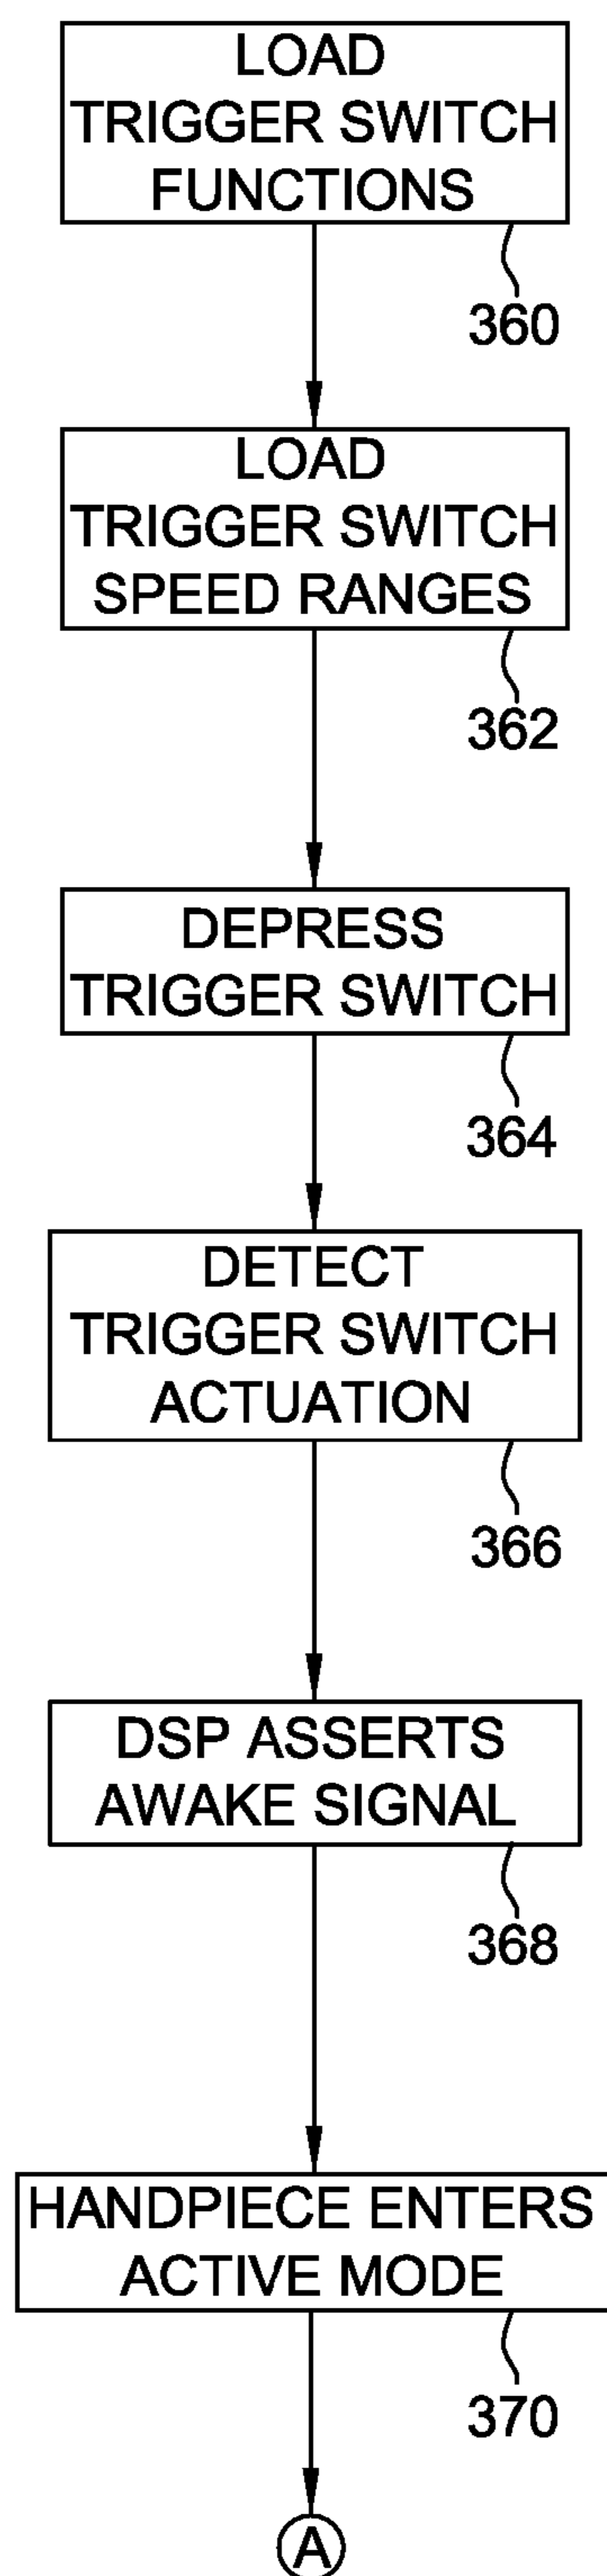 LOAD
TRIGGER SWITCH
FUNCTIONS
360
LOAD
TRIGGER SWITCH
SPEED RANGES
362
DEPRESS
TRIGGER SWITCH
364
DETECT
TRIGGER SWITCH
ACTUATION
366
DSP ASSERTS
AWAKE SIGNAL
368
HANDPIECE ENTERS
ACTIVE MODE
370
A